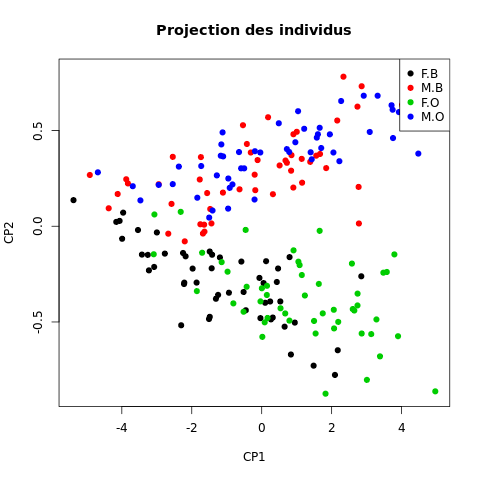 Projection des individus
F.B
M.B
F.O
M.O
CP2
0.5
0.0
-0.5
-4
-2
0
2
4
CP1